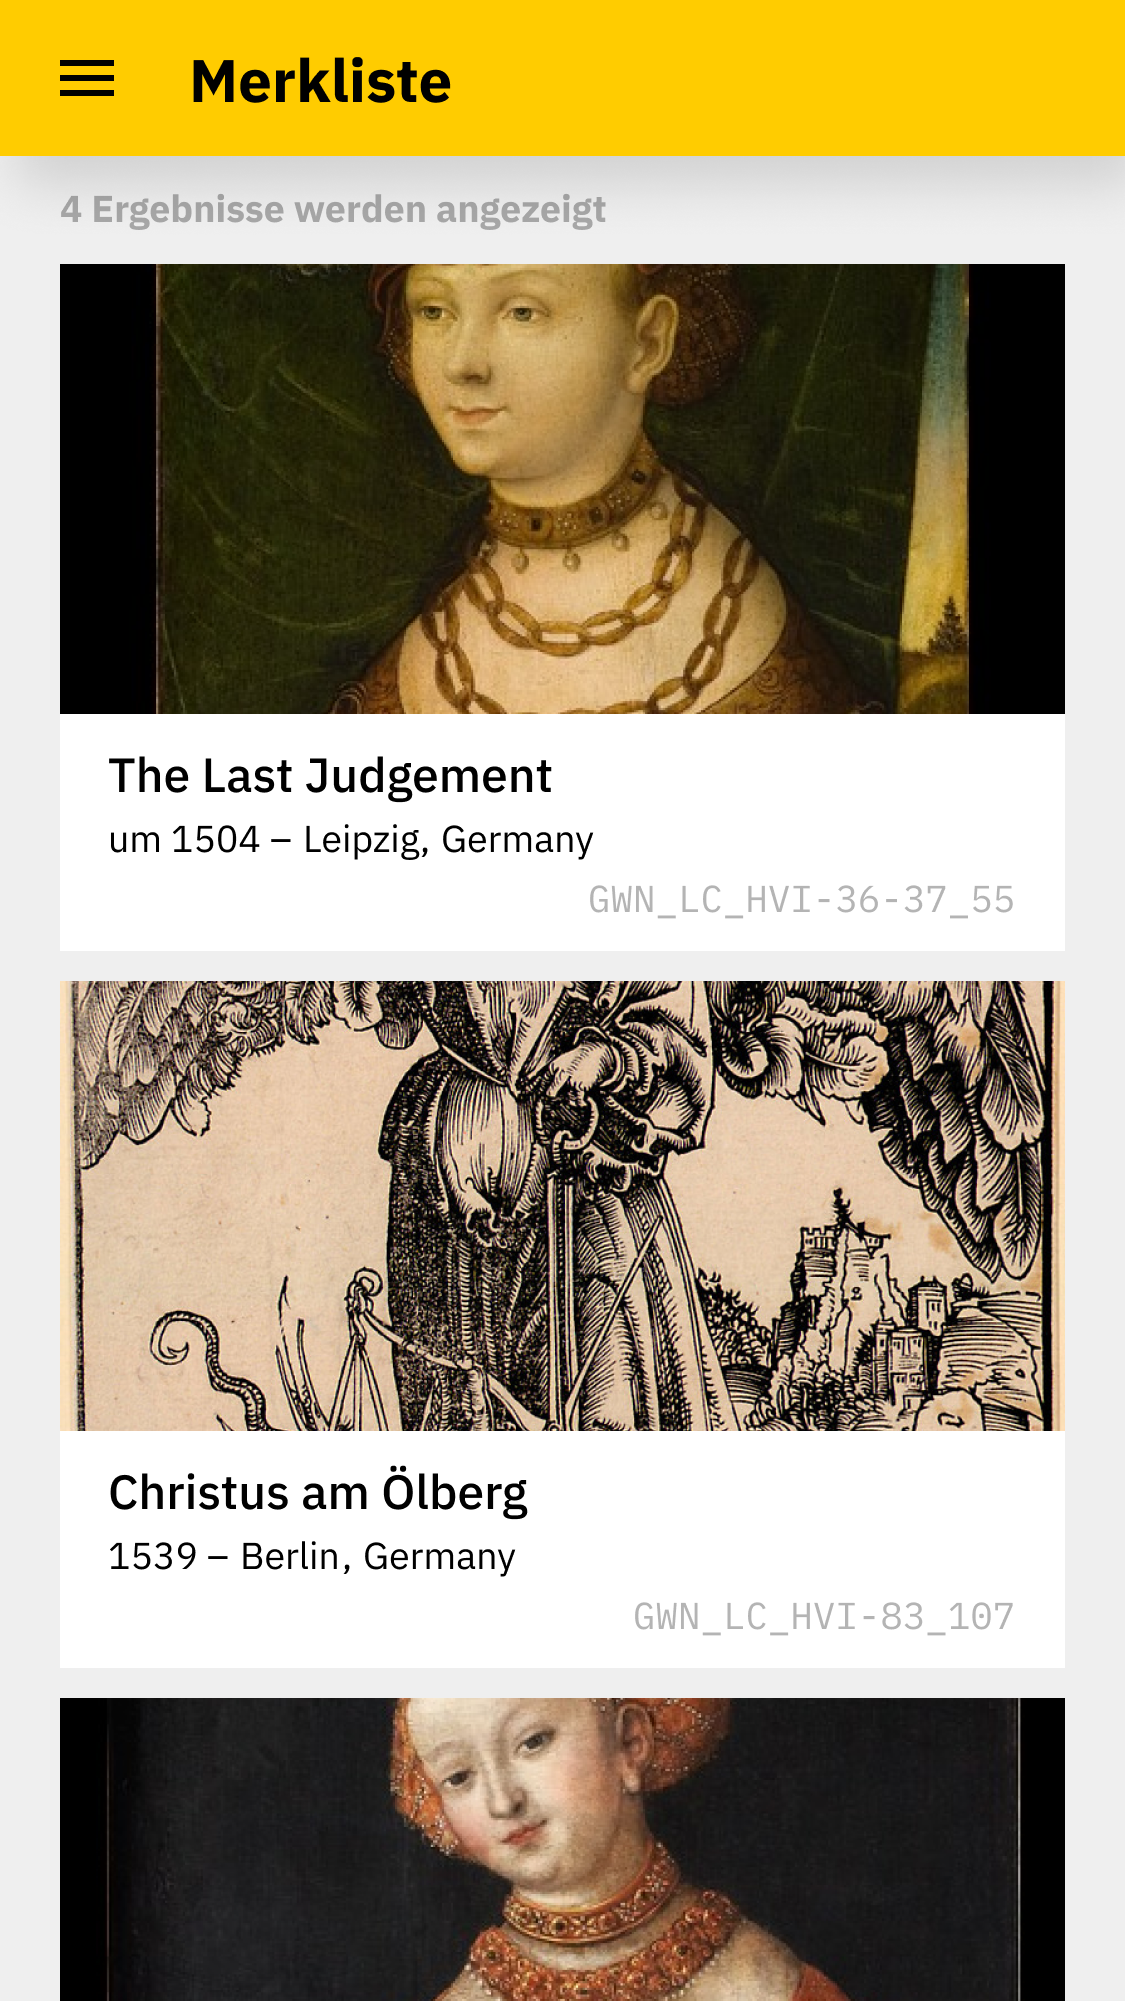 Merkliste
4 Ergebnisse werden angezeigt
The Last Judgement
um 1504 – Leipzig, Germany
GWN_LC_HVI-36-37_55
Christus am Ölberg
1539 – Berlin, Germany
GWN_LC_HVI-83_107